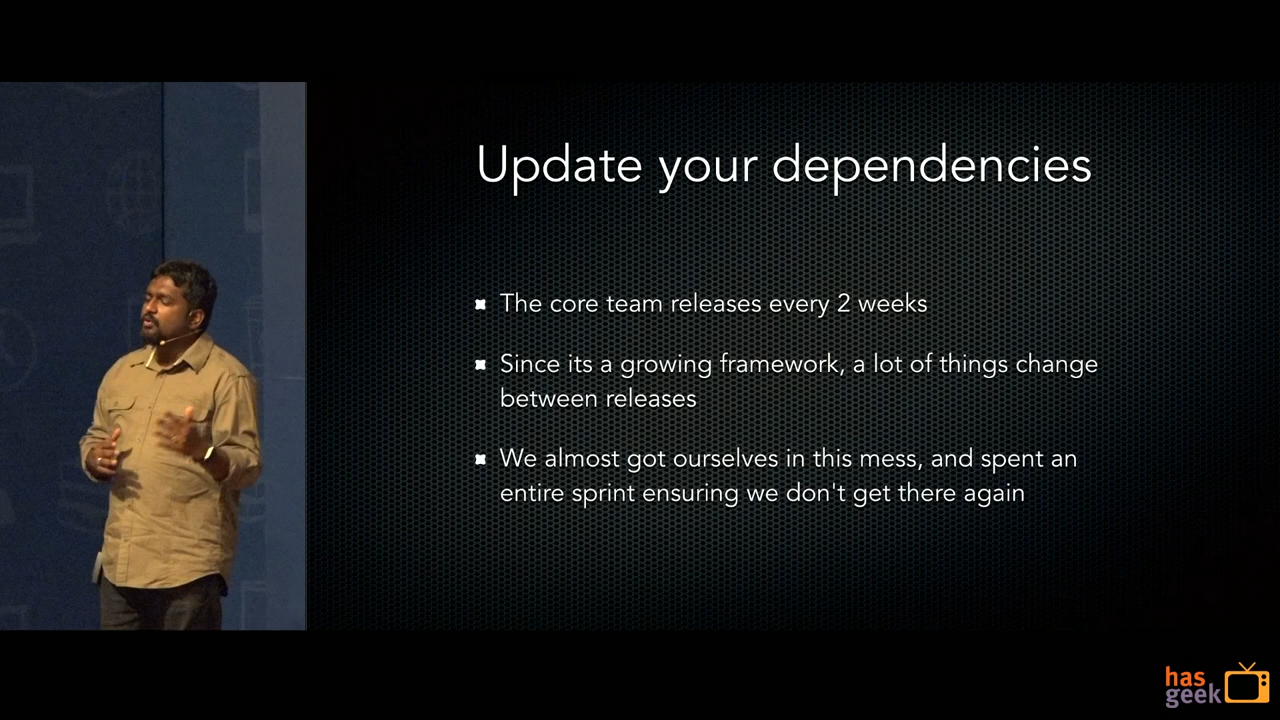 Update your dependencies
The core team releases every 2 weeks
Since its a growing framework, a lot of things change
between releases
We almost got ourselves in this mess, and spent an
entire sprint ensuring we don't get there again
has
geek